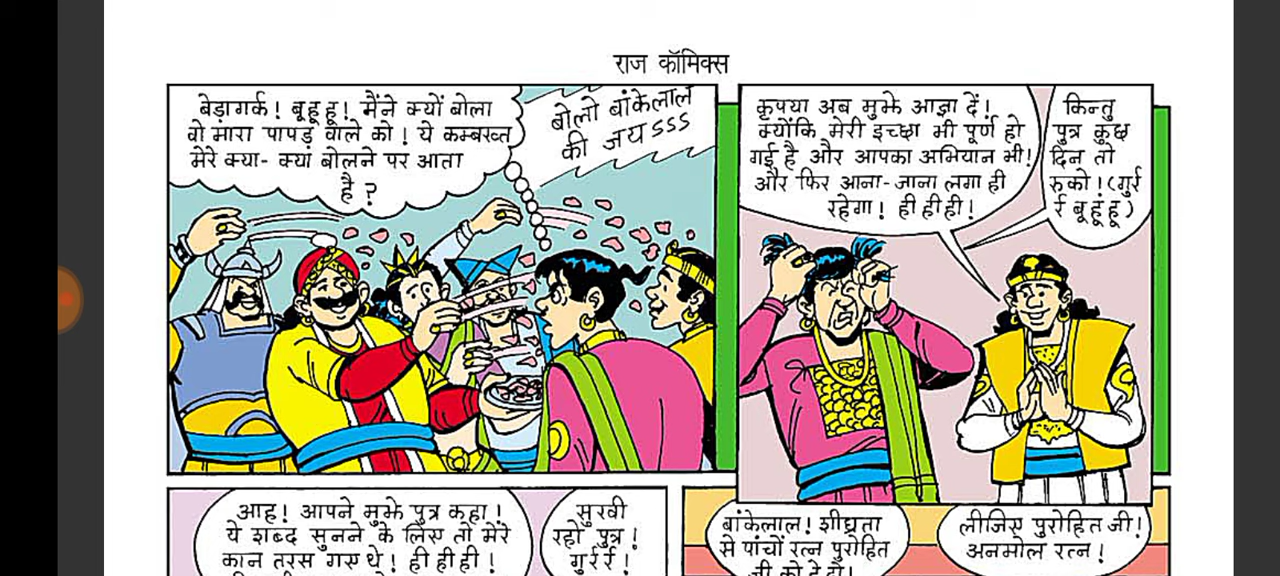 राज कॉमिक्स
बेड़ागर्क! बूहूहू! मैंने क्यों बोला
वो मारा पापड़ वाले को! ये कम्बख्त
मेरे क्या-क्या बोलने पर आता
है?
बोलो बांकेलाल
की जयऽऽऽ
कृपया अब मुझे आज्ञा दें!
क्योंकि मेरी इच्छा भी पूर्ण हो
गई है और आपका अभियान भी!
और फिर आना-जाना लगा ही
रहेगा! ही ही ही!
किन्तु
पुत्र कुछ
दिन तो
रुको! (गुर्र
र्र बूहूंहू)
आह! आपने मुझे पुत्र कहा!
ये शब्द सुनने के लिए तो मेरे
कान तरस गए थे! ही ही ही!
सुखी
रहो पुत्र!
गुर्रर्र!
बांकेलाल! शीघ्रता
से पांचों रत्न पुरोहित
जी को दे दो!
लीजिए पुरोहित जी!
अनमोल रत्न!